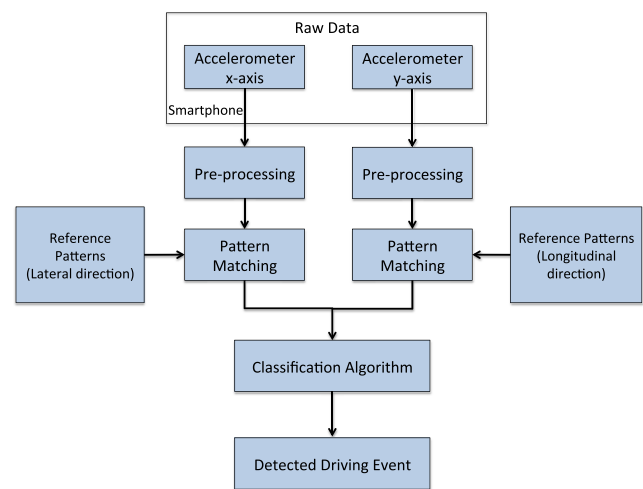 Raw Data
Accelerometer
x-axis
Accelerometer
y-axis
Smartphone
Pre-processing
Pre-processing
Reference
Patterns
(Lateral direction)
Pattern
Matching
Pattern
Matching
Reference Patterns
(Longitudinal
direction)
Classification Algorithm
Detected Driving Event